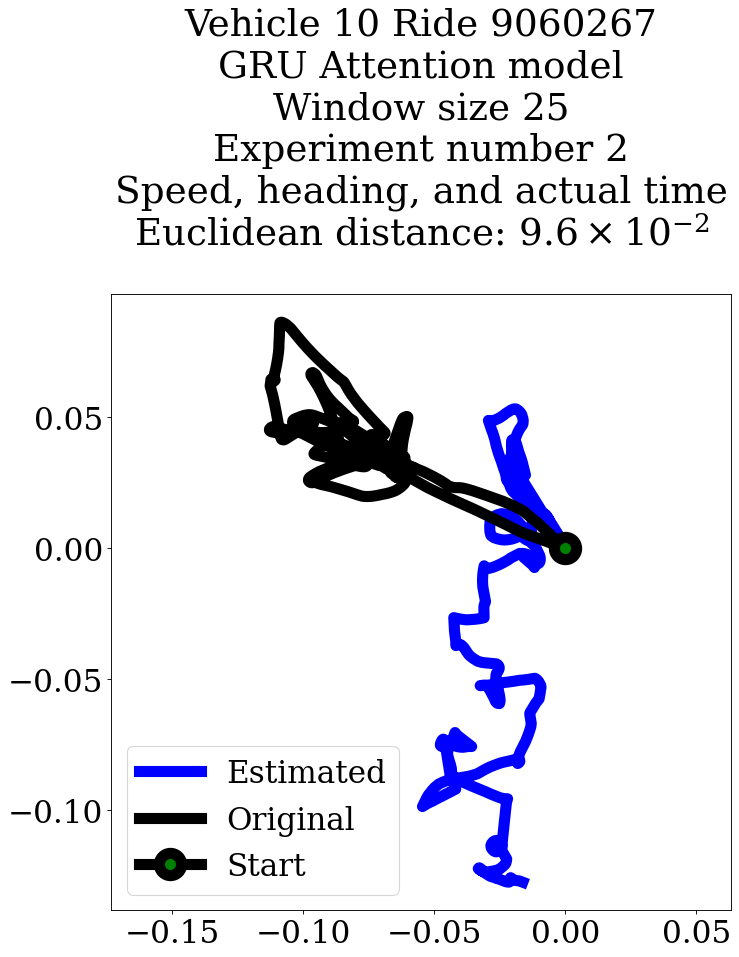 Vehicle 10 Ride 9060267
GRU Attention model
Window size 25
Experiment number 2
Speed, heading, and actual time
Euclidean distance: 9.6 × 10⁻²
0.05
0.00
−0.05
−0.10
Estimated
Original
Start
−0.15
−0.10
−0.05
0.00
0.05